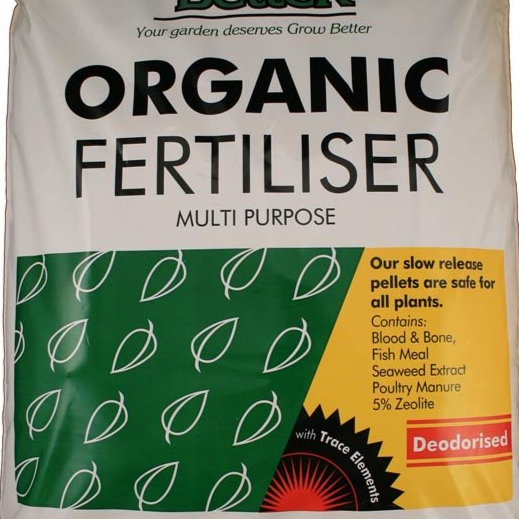 Better
Your garden deserves Grow Better
ORGANIC
FERTILISER
MULTI PURPOSE
Our slow release
pellets are safe for
all plants.
Contains:
Blood & Bone,
Fish Meal
Seaweed Extract
Poultry Manure
5% Zeolite
Deodorised
with Trace Elements